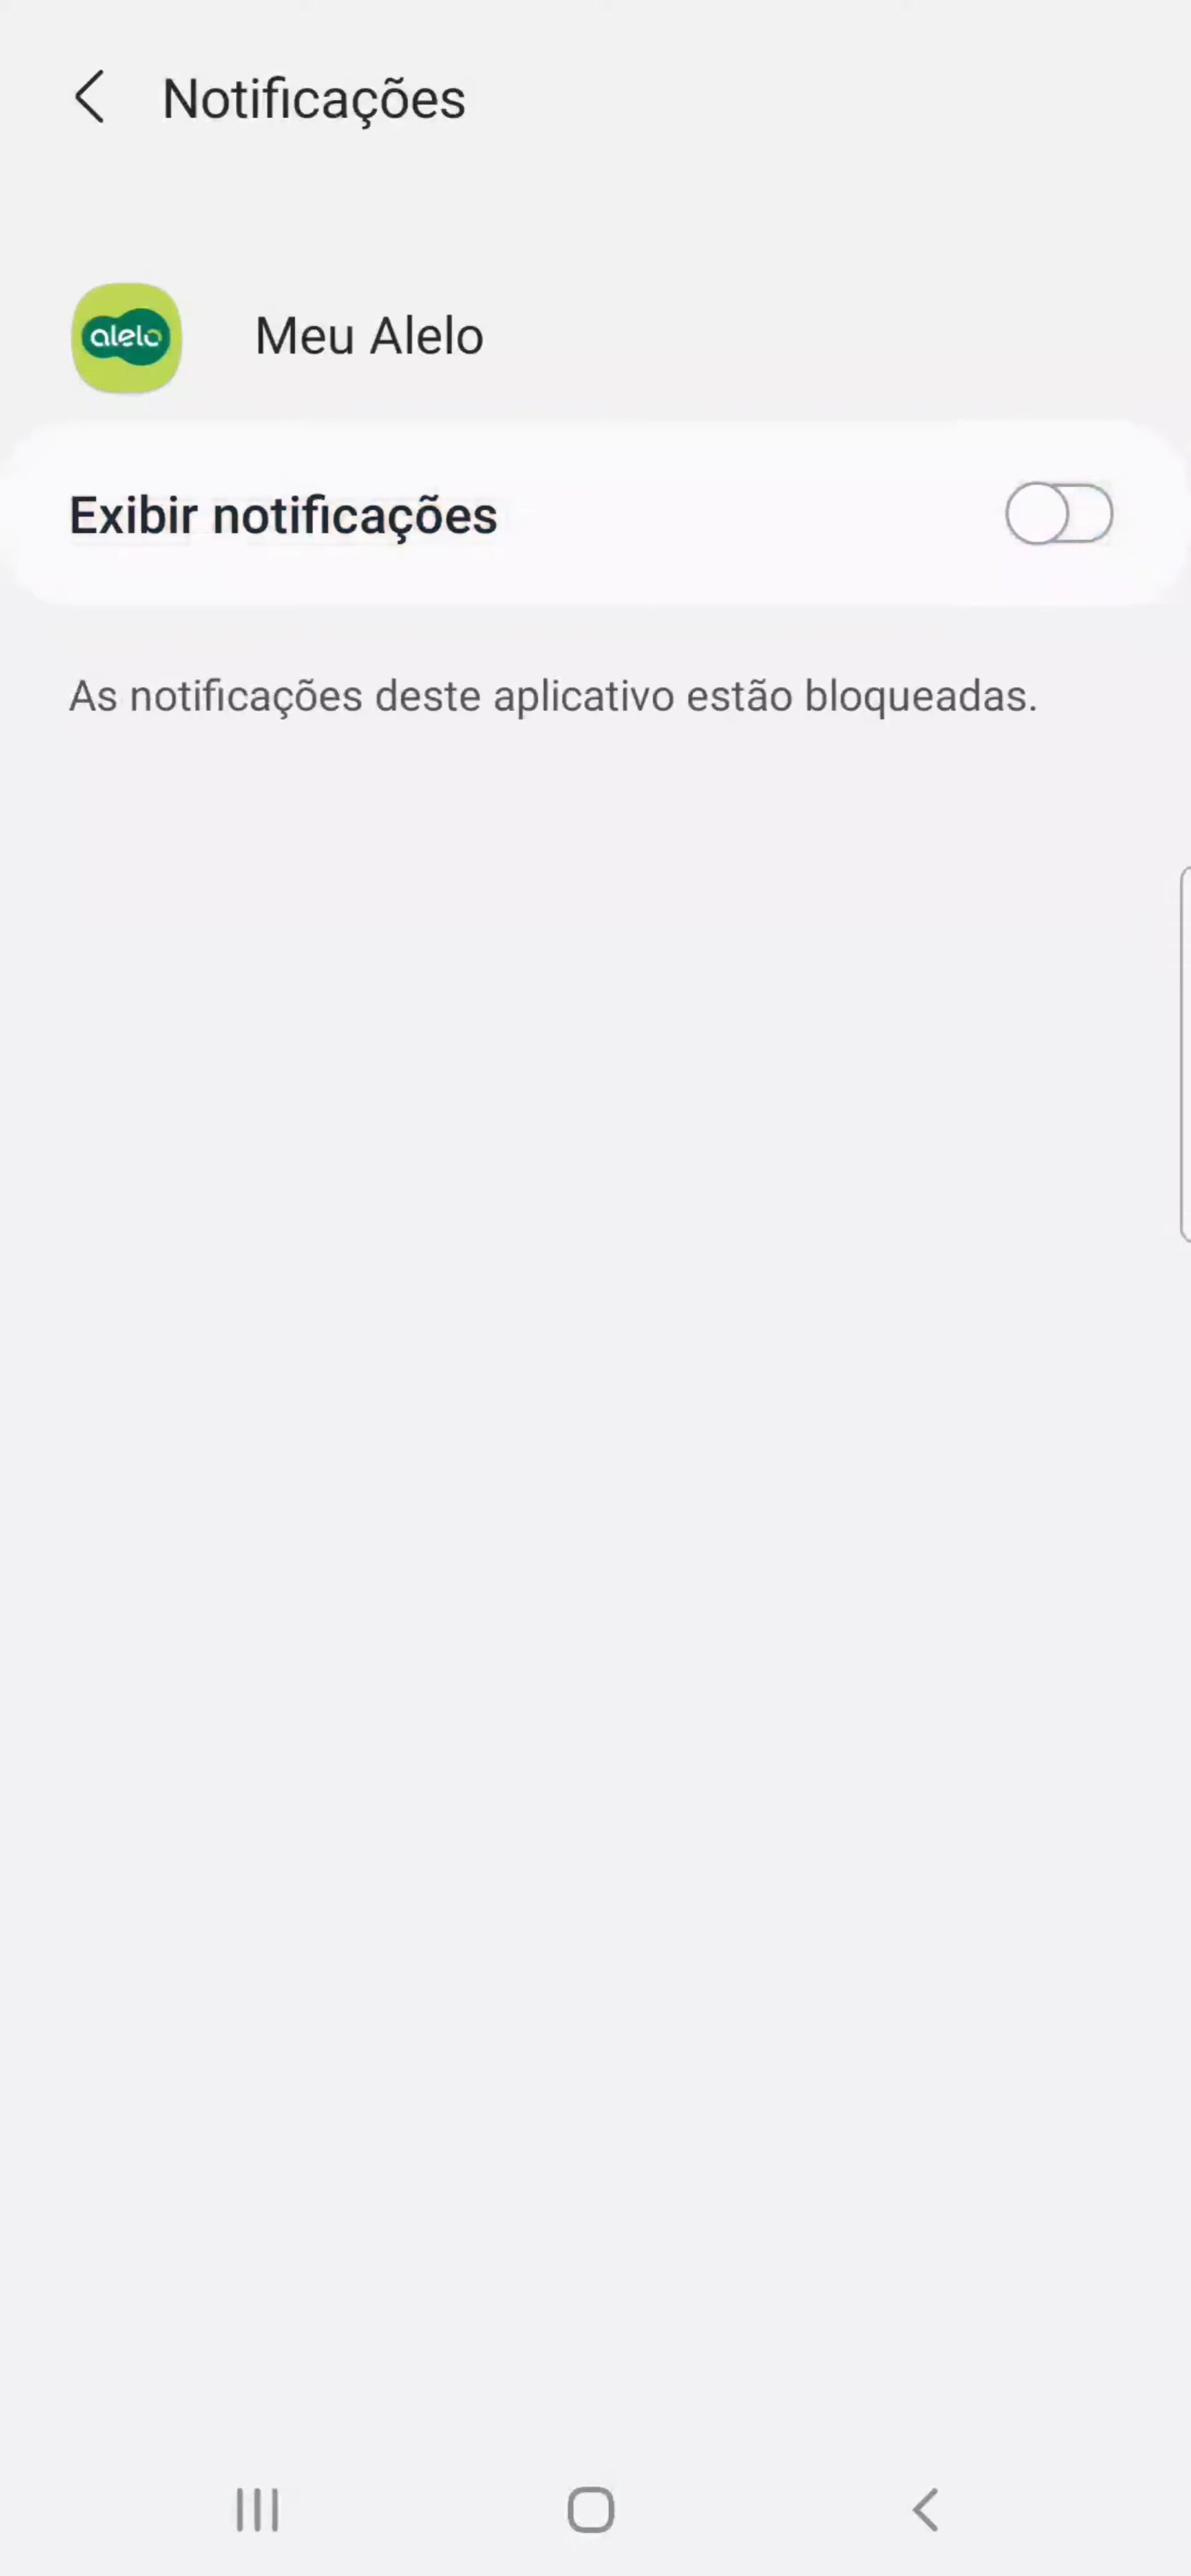 Notificações
alelo
Meu Alelo
Exibir notificações
As notificações deste aplicativo estão bloqueadas.